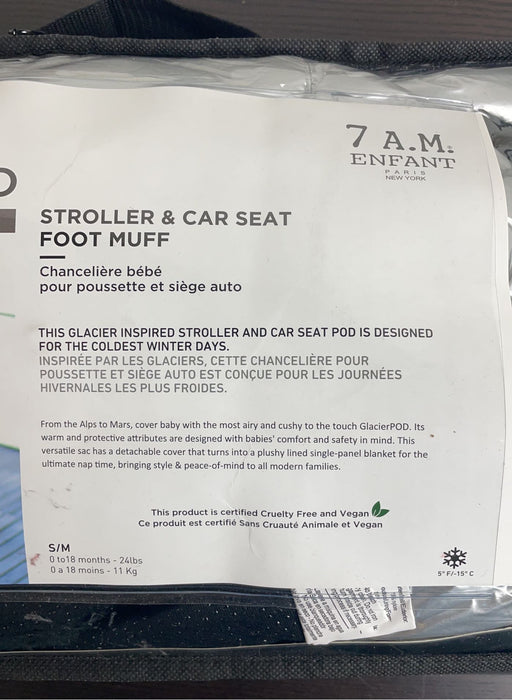 7 A.M.®
ENFANT
PARIS
NEW YORK
STROLLER & CAR SEAT
FOOT MUFF
Chancelière bébé
pour poussette et siège auto
THIS GLACIER INSPIRED STROLLER AND CAR SEAT POD IS DESIGNED
FOR THE COLDEST WINTER DAYS.
INSPIRÉE PAR LES GLACIERS, CETTE CHANCELIÈRE POUR
POUSSETTE ET SIÈGE AUTO EST CONÇUE POUR LES JOURNÉES
HIVERNALES LES PLUS FROIDES.
From the Alps to Mars, cover baby with the most airy and cushy to the touch GlacierPOD. Its
warm and protective attributes are designed with babies' comfort and safety in mind. This
versatile sac has a detachable cover that turns into a plushy lined single-panel blanket for the
ultimate nap time, bringing style & peace-of-mind to all modern families.
This product is certified Cruelty Free and Vegan
Ce produit est certifié Sans Cruauté Animale et Vegan
S/M
0 to18 months - 24lbs
0 a 18 moins - 11 Kg
5° F/-15° C